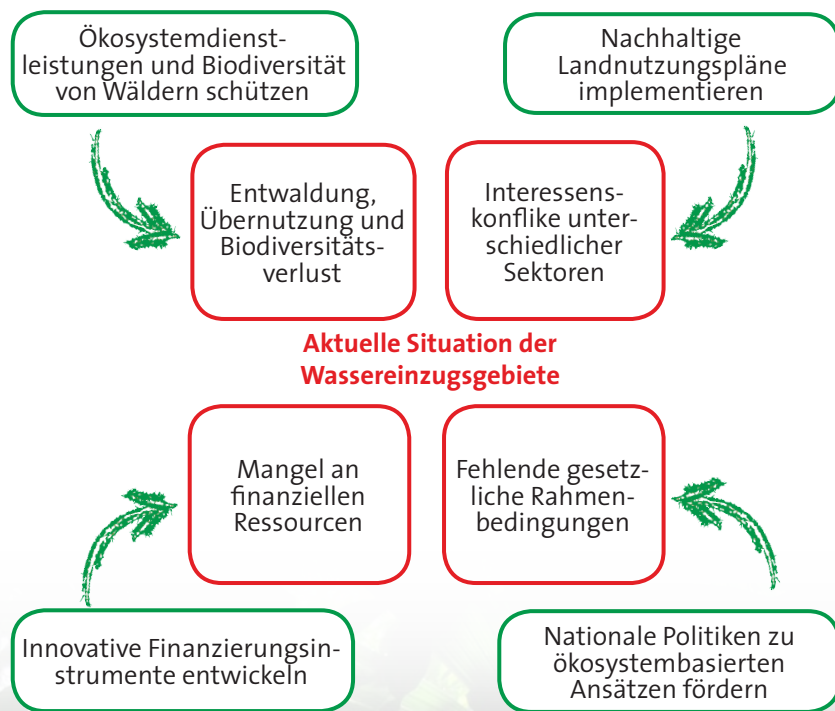 Ökosystemdienst-
leistungen und Biodiversität
von Wäldern schützen
Nachhaltige
Landnutzungspläne
implementieren
Entwaldung,
Übernutzung und
Biodiversitäts-
verlust
Interessens-
konflike unter-
schiedlicher
Sektoren
Aktuelle Situation der
Wassereinzugsgebiete
Mangel an
finanziellen
Ressourcen
Fehlende gesetz-
liche Rahmen-
bedingungen
Innovative Finanzierungsin-
strumente entwickeln
Nationale Politiken zu
ökosystembasierten
Ansätzen fördern